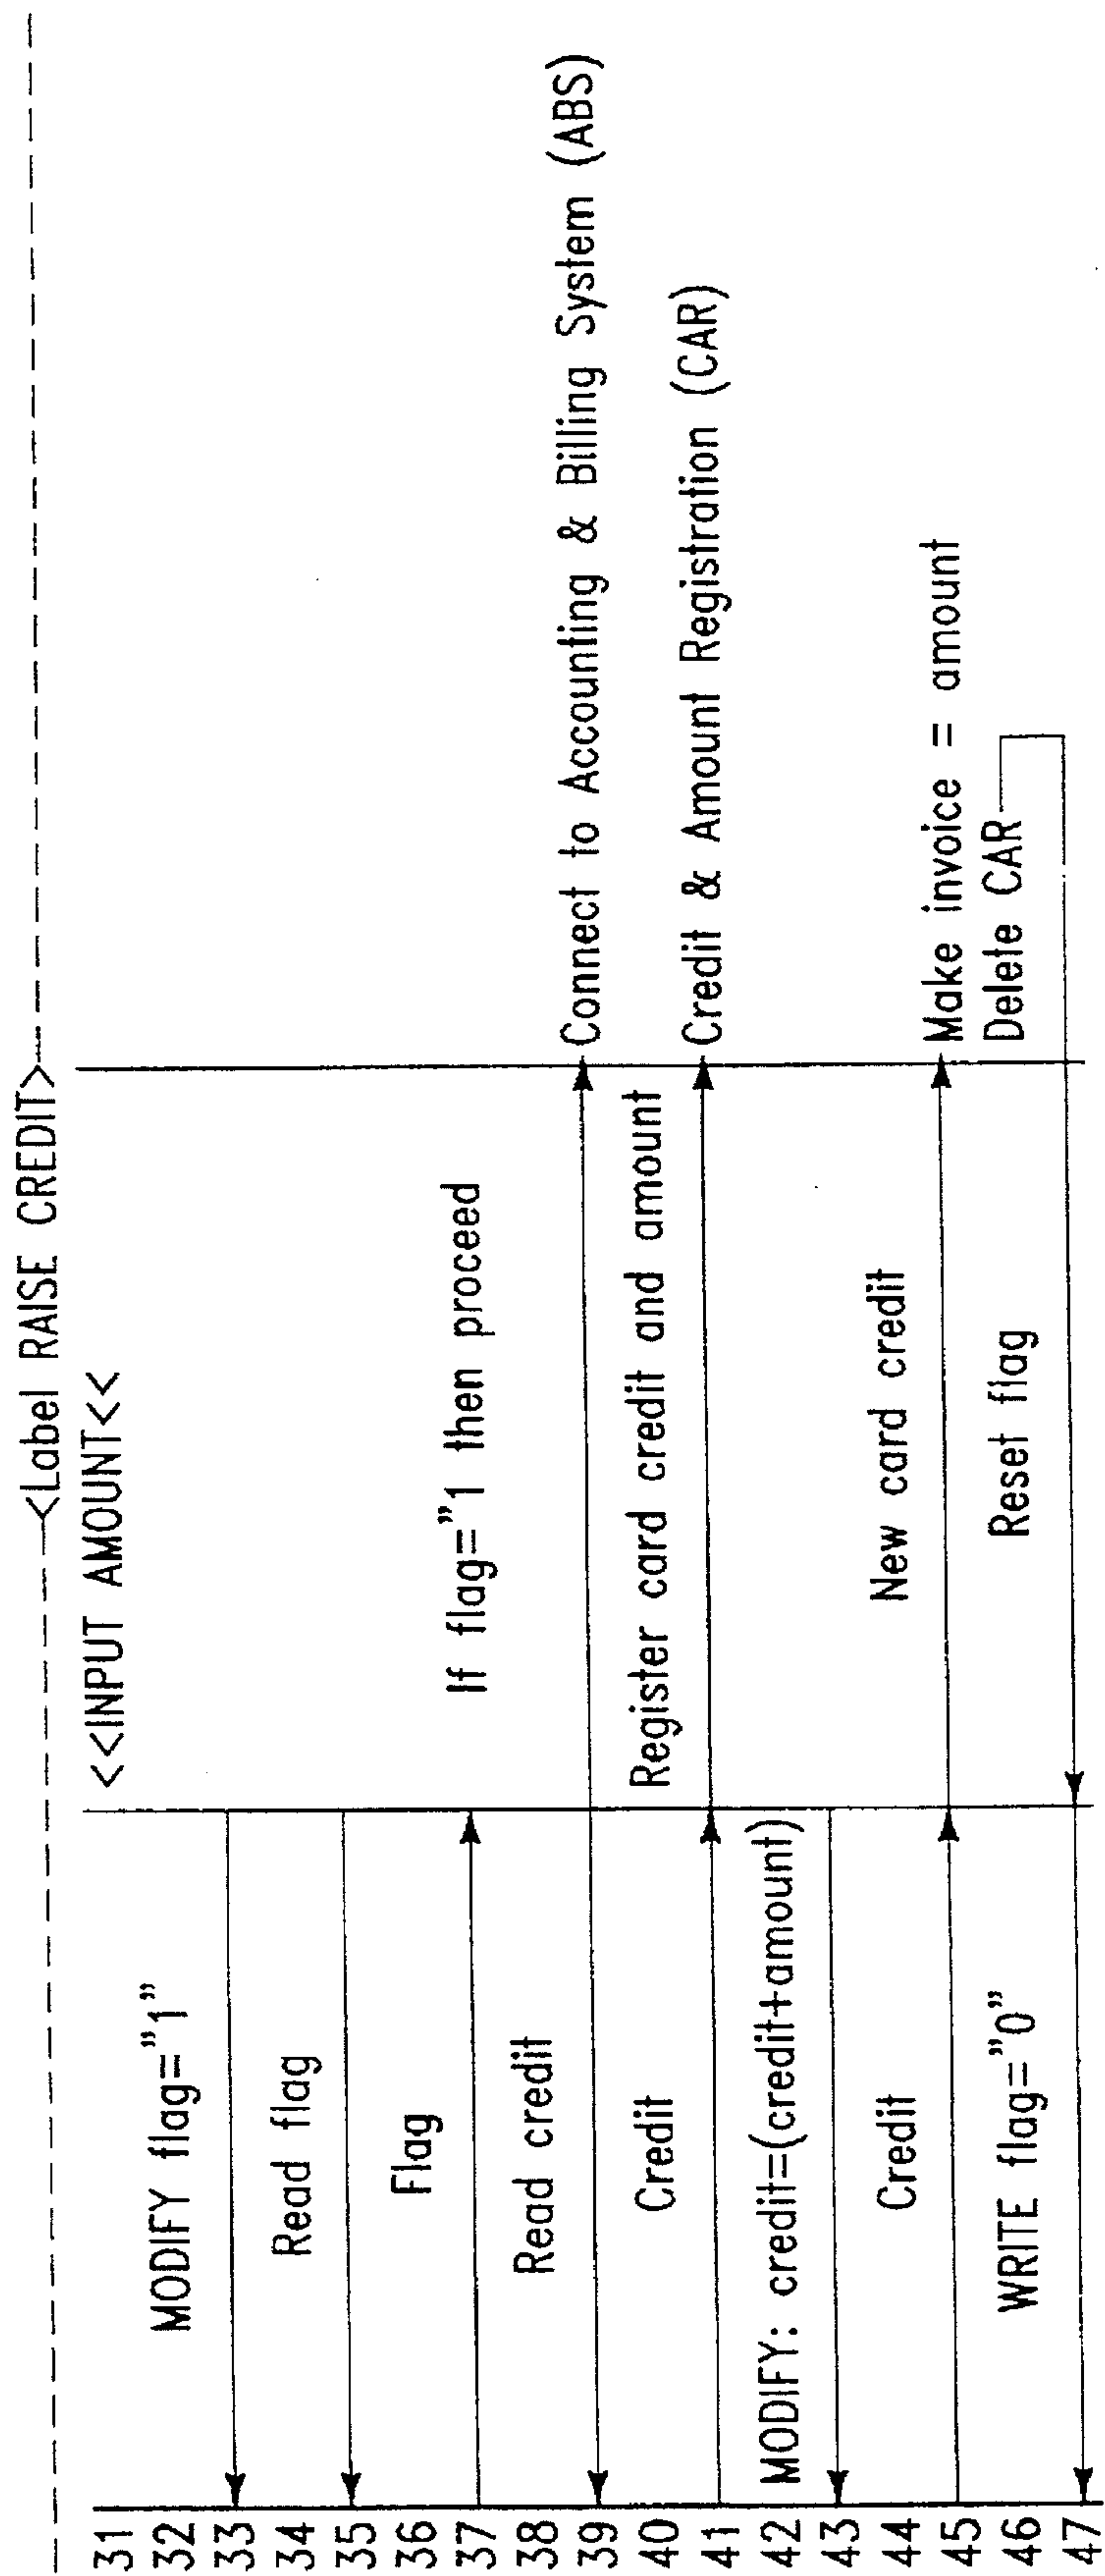 <Label RAISE CREDIT>
31 <<INPUT AMOUNT<<
32 MODIFY flag="1"
33
34 Read flag
35
36 Flag
37 If flag="1 then proceed
38 Read credit
39 Connect to Accounting & Billing System (ABS)
40 Credit Register card credit and amount
41 Credit & Amount Registration (CAR)
42 MODIFY: credit=(credit+amount)
43
44 Credit New card credit
45 Make invoice = amount
46 WRITE flag="0" Reset flag Delete CAR
47